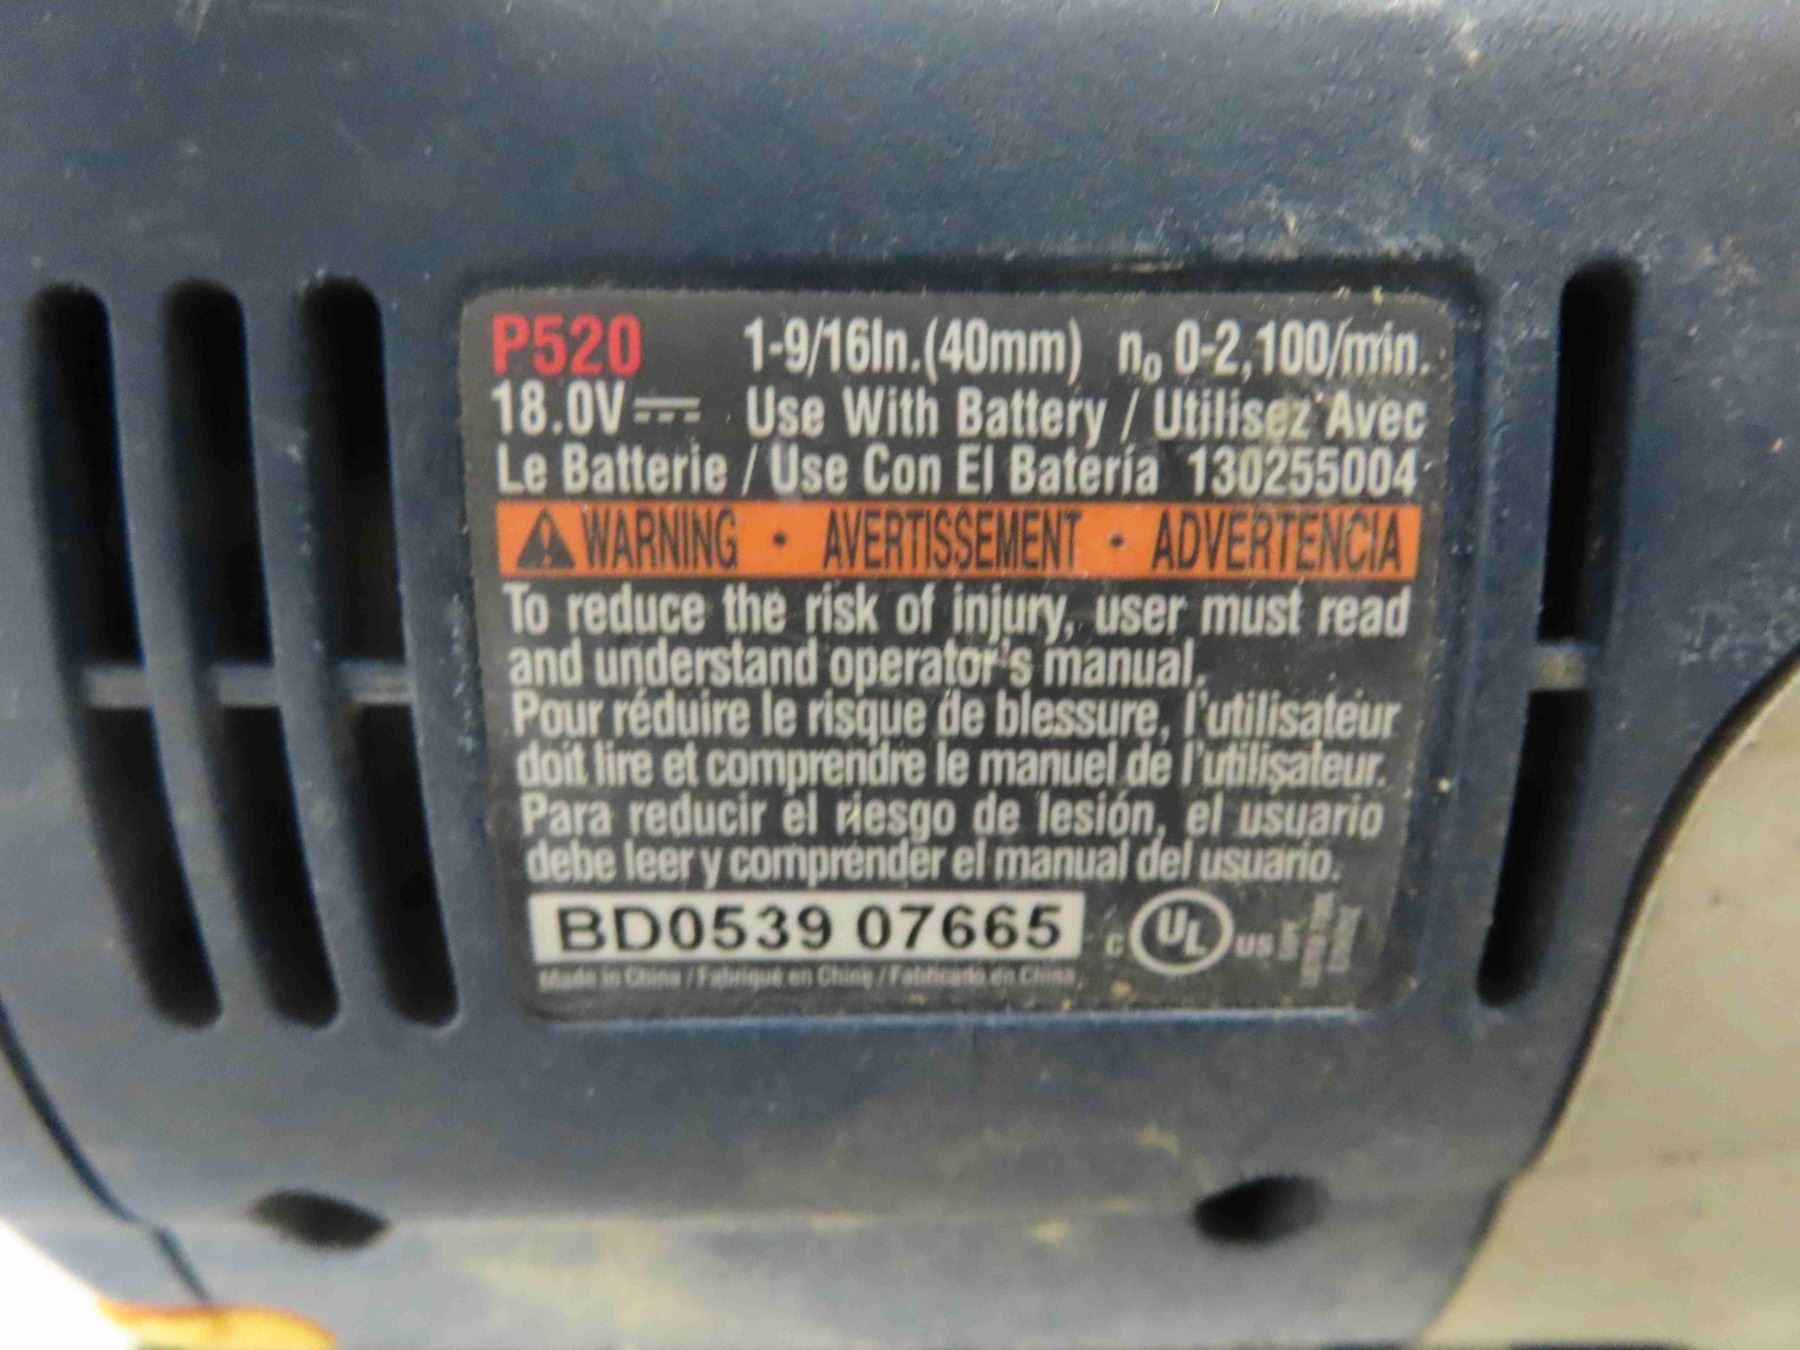 P520 1-9/16In.(40mm) n₀ 0-2,100/min.
18.0V Use With Battery / Utilisez Avec
Le Batterie / Use Con El Batería 130255004
WARNING • AVERTISSEMENT • ADVERTENCIA
To reduce the risk of injury, user must read
and understand operator's manual.
Pour réduire le risque de blessure, l'utilisateur
doit lire et comprendre le manuel de l'utilisateur.
Para reducir el riesgo de lesión, el usuario
debe leer y comprender el manual del usuario.
BD0539 07665
C UL US
Made in China / Fabriqué en Chine / Fabricado en China